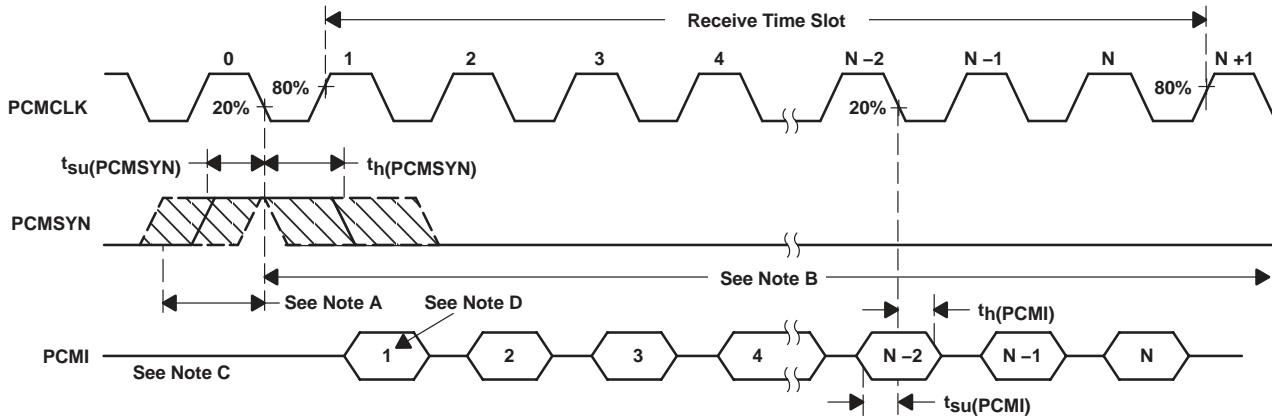 Receive Time Slot
0 1 2 3 4 N –2 N –1 N N +1
80% 80%
PCMCLK 20% 20%
tsu(PCMSYN) th(PCMSYN)
PCMSYN
See Note B
See Note A See Note D
th(PCMI)
PCMI 1 2 3 4 N –2 N –1 N
See Note C
tsu(PCMI)